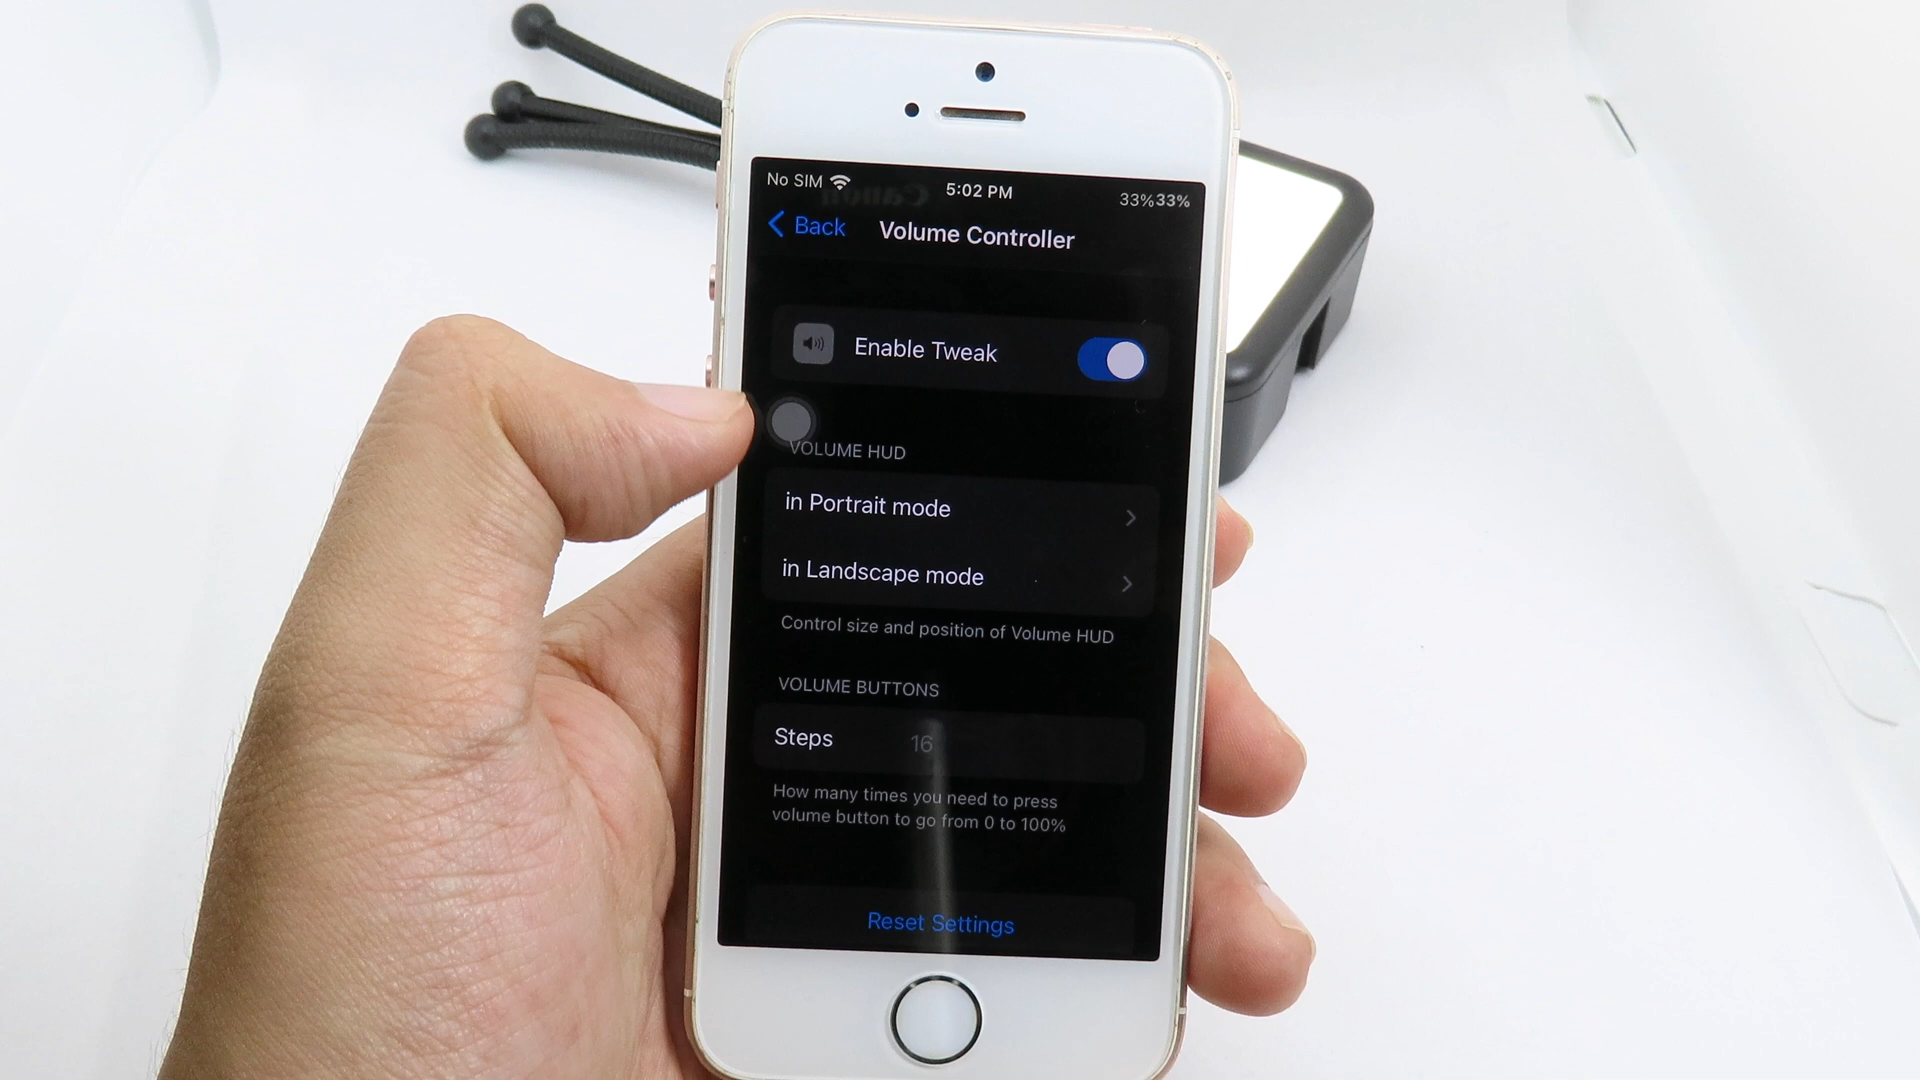 No SIM 5:02 PM 33%33%
Back Volume Controller
Enable Tweak
VOLUME HUD
in Portrait mode
in Landscape mode
Control size and position of Volume HUD
VOLUME BUTTONS
Steps 16
How many times you need to press
volume button to go from 0 to 100%
Reset Settings
Canon